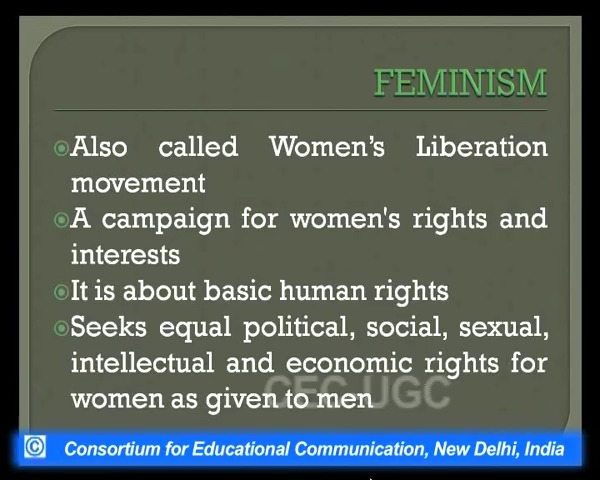 FEMINISM
Also called Women's Liberation
movement
A campaign for women's rights and
interests
It is about basic human rights
Seeks equal political, social, sexual,
intellectual and economic rights for
women as given to men
CEC UGC
© Consortium for Educational Communication, New Delhi, India